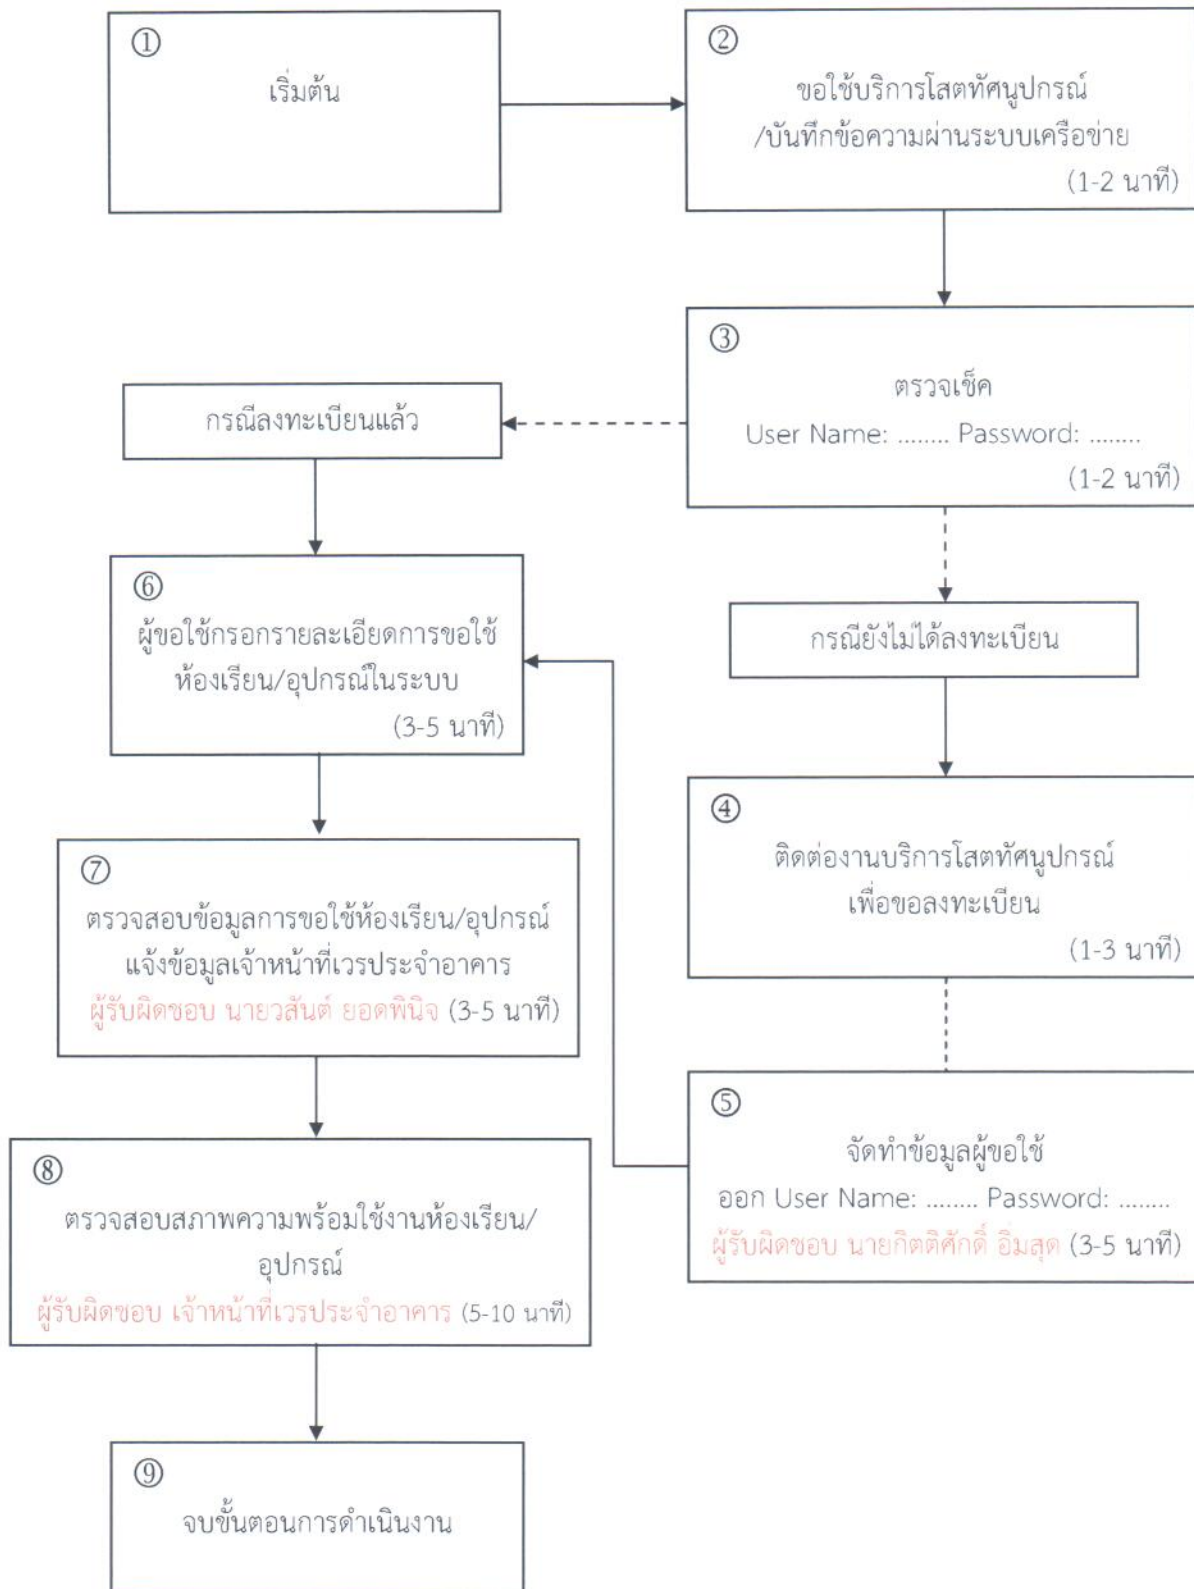 ①
เริ่มต้น
②
ขอใช้บริการโสตทัศนูปกรณ์
/บันทึกข้อความผ่านระบบเครือข่าย
(1-2 นาที)
③
ตรวจเช็ค
User Name: ........ Password: ........
(1-2 นาที)
กรณีลงทะเบียนแล้ว
กรณียังไม่ได้ลงทะเบียน
④
ติดต่องานบริการโสตทัศนูปกรณ์
เพื่อขอลงทะเบียน
(1-3 นาที)
⑤
จัดทำข้อมูลผู้ขอใช้
ออก User Name: ........ Password: ........
ผู้รับผิดชอบ นายกิตติศักดิ์ อิ่มสุด (3-5 นาที)
⑥
ผู้ขอใช้กรอกรายละเอียดการขอใช้
ห้องเรียน/อุปกรณ์ในระบบ
(3-5 นาที)
⑦
ตรวจสอบข้อมูลการขอใช้ห้องเรียน/อุปกรณ์
แจ้งข้อมูลเจ้าหน้าที่เวรประจำอาคาร
ผู้รับผิดชอบ นายวสันต์ ยอดพินิจ (3-5 นาที)
⑧
ตรวจสอบสภาพความพร้อมใช้งานห้องเรียน/
อุปกรณ์
ผู้รับผิดชอบ เจ้าหน้าที่เวรประจำอาคาร (5-10 นาที)
⑨
จบขั้นตอนการดำเนินงาน